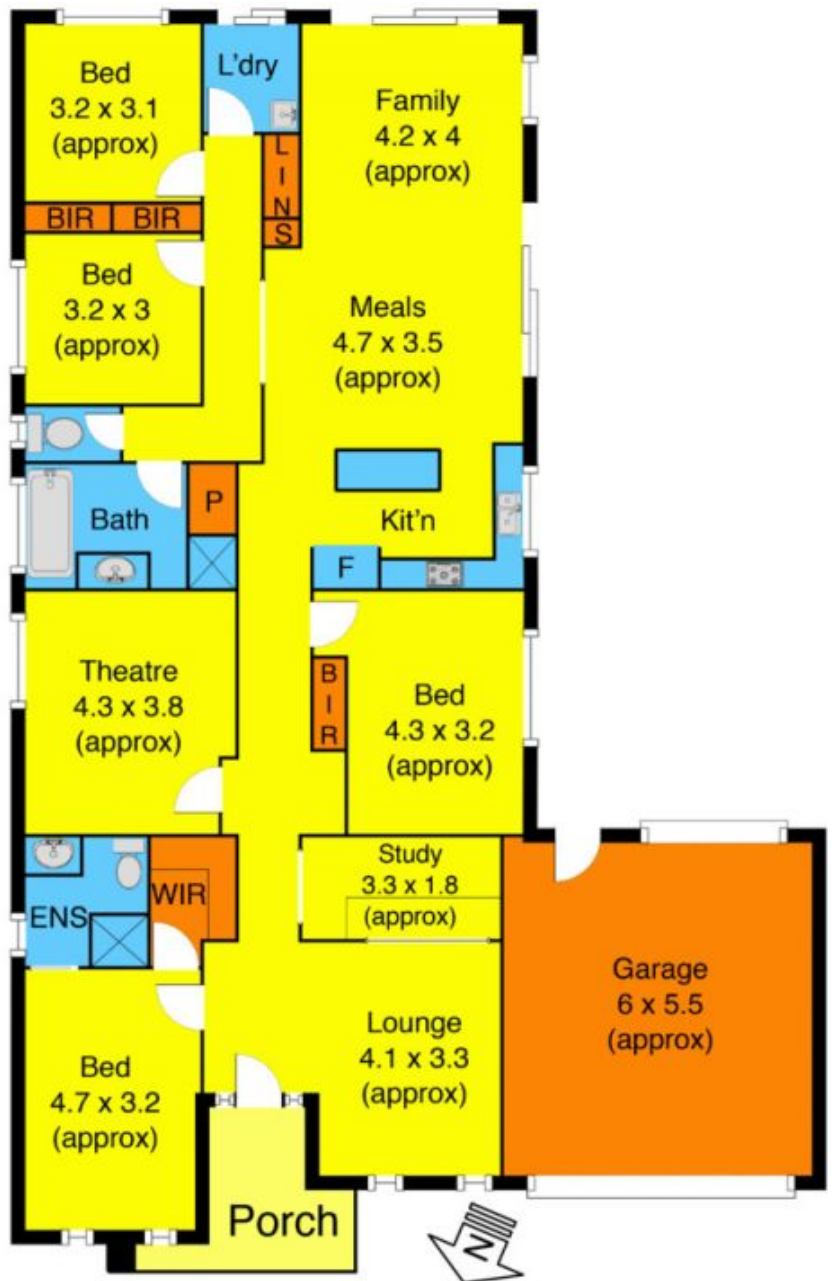 Bed
3.2 x 3.1
(approx)
L'dry
Family
4.2 x 4
(approx)
L
I
N
S
BIR
BIR
Bed
3.2 x 3
(approx)
Meals
4.7 x 3.5
(approx)
Bath
P
Kit'n
F
Theatre
4.3 x 3.8
(approx)
B
I
R
Bed
4.3 x 3.2
(approx)
Study
3.3 x 1.8
(approx)
ENS
WIR
Garage
6 x 5.5
(approx)
Lounge
4.1 x 3.3
(approx)
Bed
4.7 x 3.2
(approx)
Porch
N